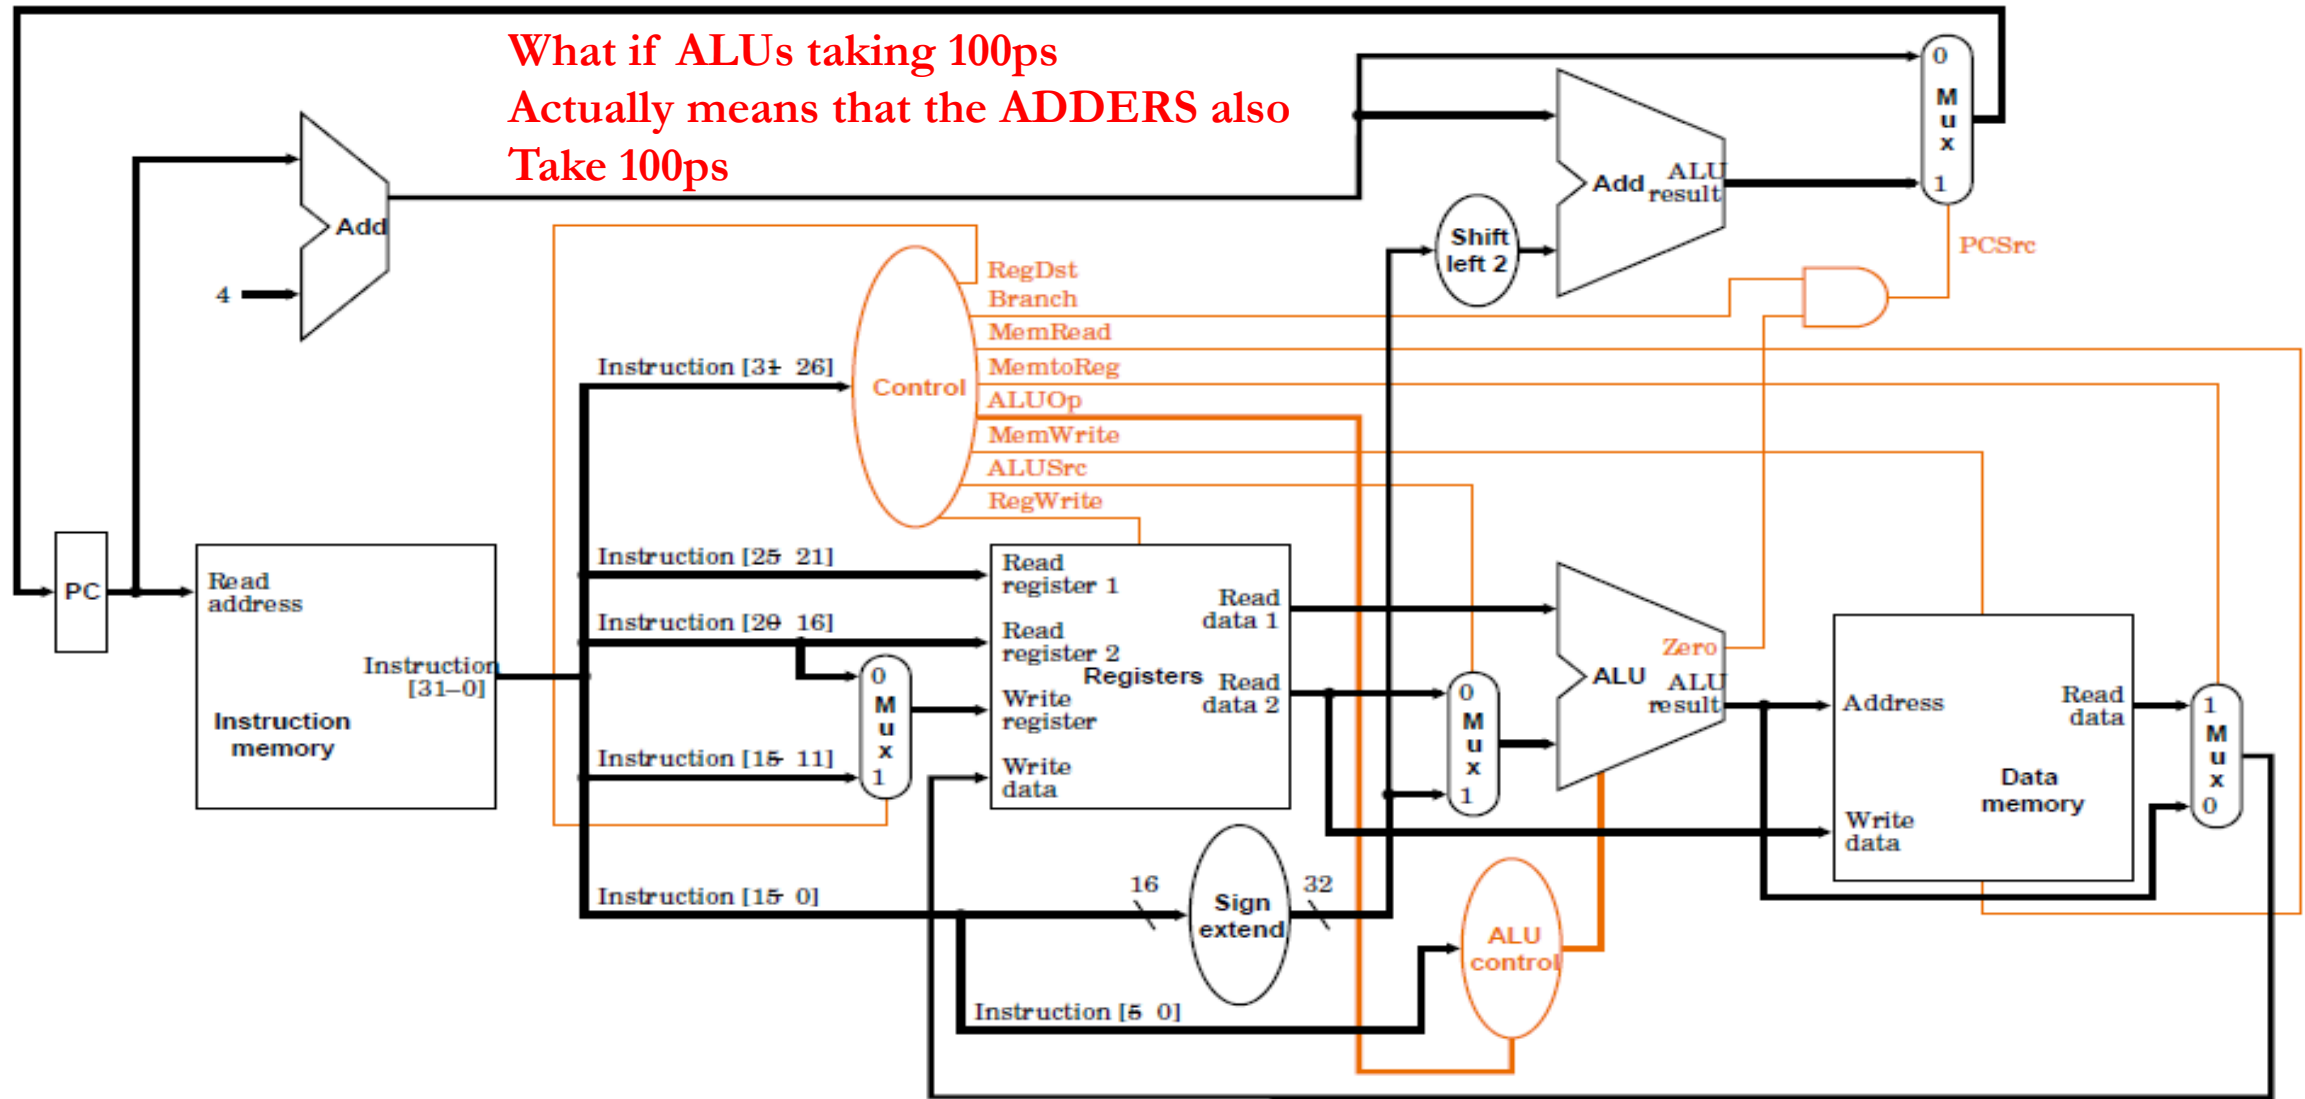 What if ALUs taking 100ps
Actually means that the ADDERS also
Take 100ps
Add
4
PC
Read
address
Instruction
[31–0]
Instruction
memory
Instruction [31 26]
Instruction [25 21]
Instruction [20 16]
Instruction [15 11]
Instruction [15 0]
Instruction [5 0]
Control
RegDst
Branch
MemRead
MemtoReg
ALUOp
MemWrite
ALUSrc
RegWrite
0
M
u
x
1
Read
register 1
Read
register 2
Write
register
Write
data
Registers
Read
data 1
Read
data 2
16
Sign
extend
32
Shift
left 2
Add
ALU
result
0
M
u
x
1
PCSrc
0
M
u
x
1
ALU
Zero
ALU
result
ALU
control
Address
Write
data
Read
data
Data
memory
1
M
u
x
0